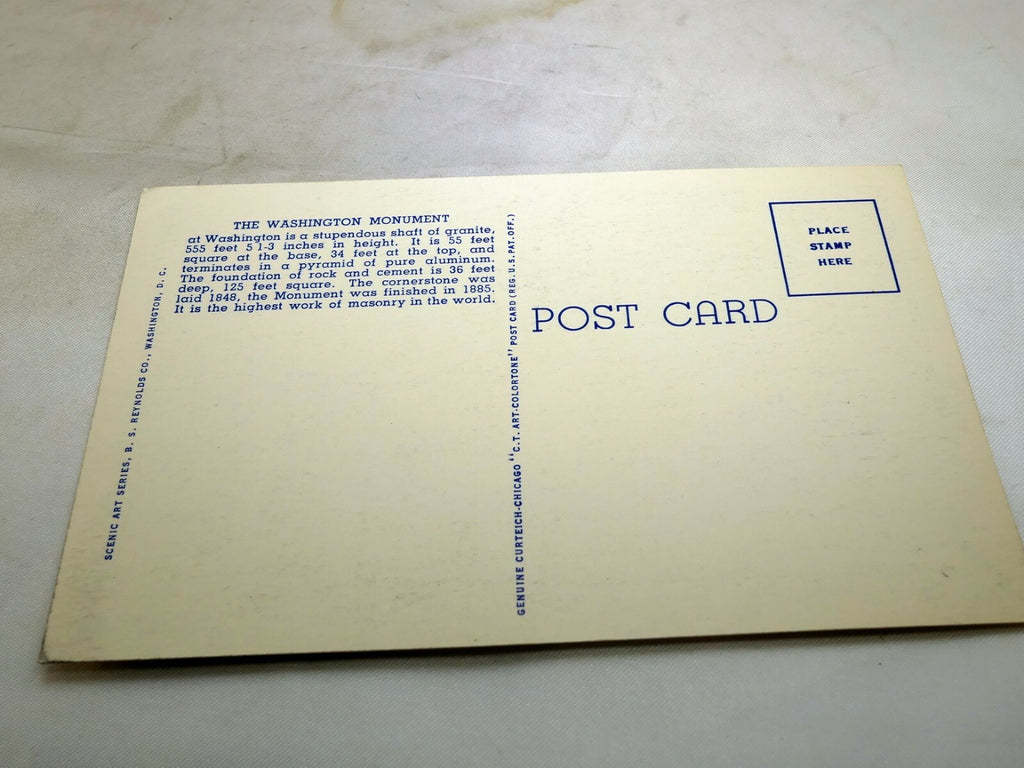 THE WASHINGTON MONUMENT
at Washington is a stupendous shaft of granite,
555 feet 5 1-3 inches in height. It is 55 feet
square at the base, 34 feet at the top, and
terminates in a pyramid of pure aluminum.
The foundation of rock and cement is 36 feet
deep, 125 feet square. The cornerstone was
laid 1848, the Monument was finished in 1885.
It is the highest work of masonry in the world.
SCENIC ART SERIES, B. S. REYNOLDS CO., WASHINGTON, D. C.
GENUINE CURTEICH-CHICAGO "C.T. ART-COLORTONE" POST CARD (REG. U.S. PAT. OFF.)
POST CARD
PLACE
STAMP
HERE